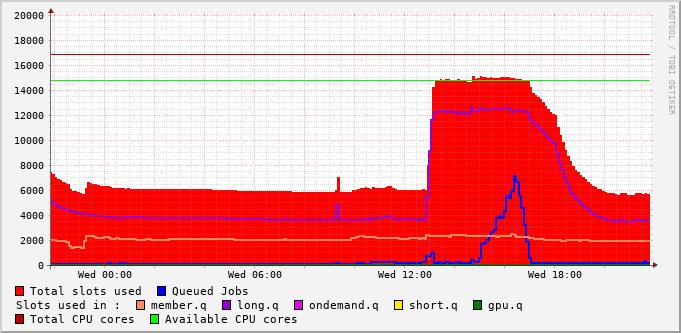 20000
18000
16000
14000
12000
10000
8000
6000
4000
2000
0
Wed 00:00 Wed 06:00 Wed 12:00 Wed 18:00
RRDTOOL / TOBI OETIKER
Total slots used Queued Jobs
Slots used in : member.q long.q ondemand.q short.q gpu.q
Total CPU cores Available CPU cores